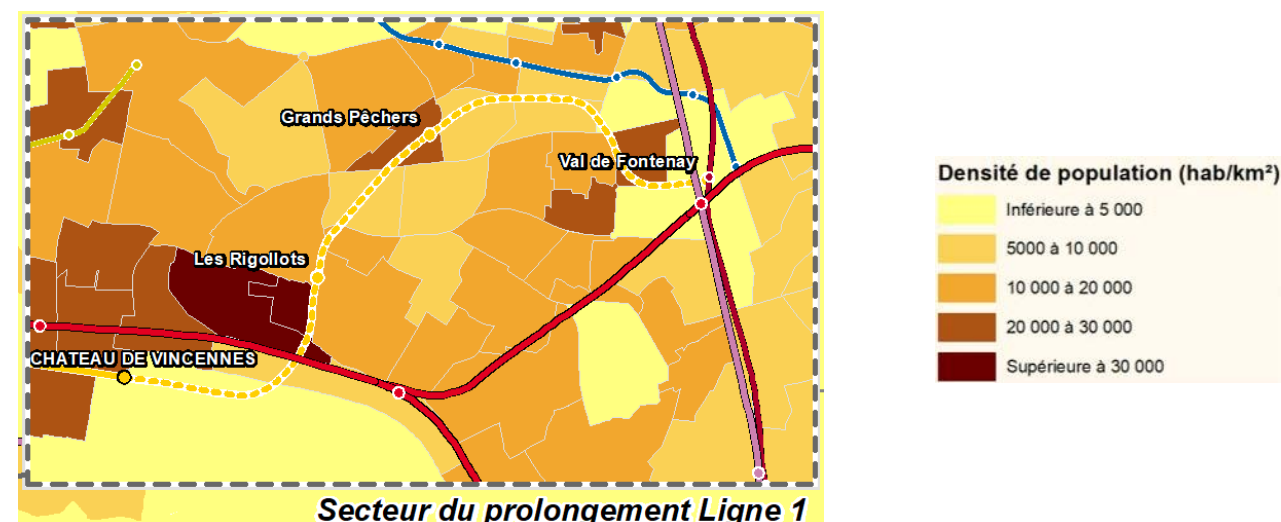 Grands Pêchers
Val de Fontenay
Les Rigollots
CHATEAU DE VINCENNES
Secteur du prolongement Ligne 1
Densité de population (hab/km²)
Inférieure à 5 000
5000 à 10 000
10 000 à 20 000
20 000 à 30 000
Supérieure à 30 000